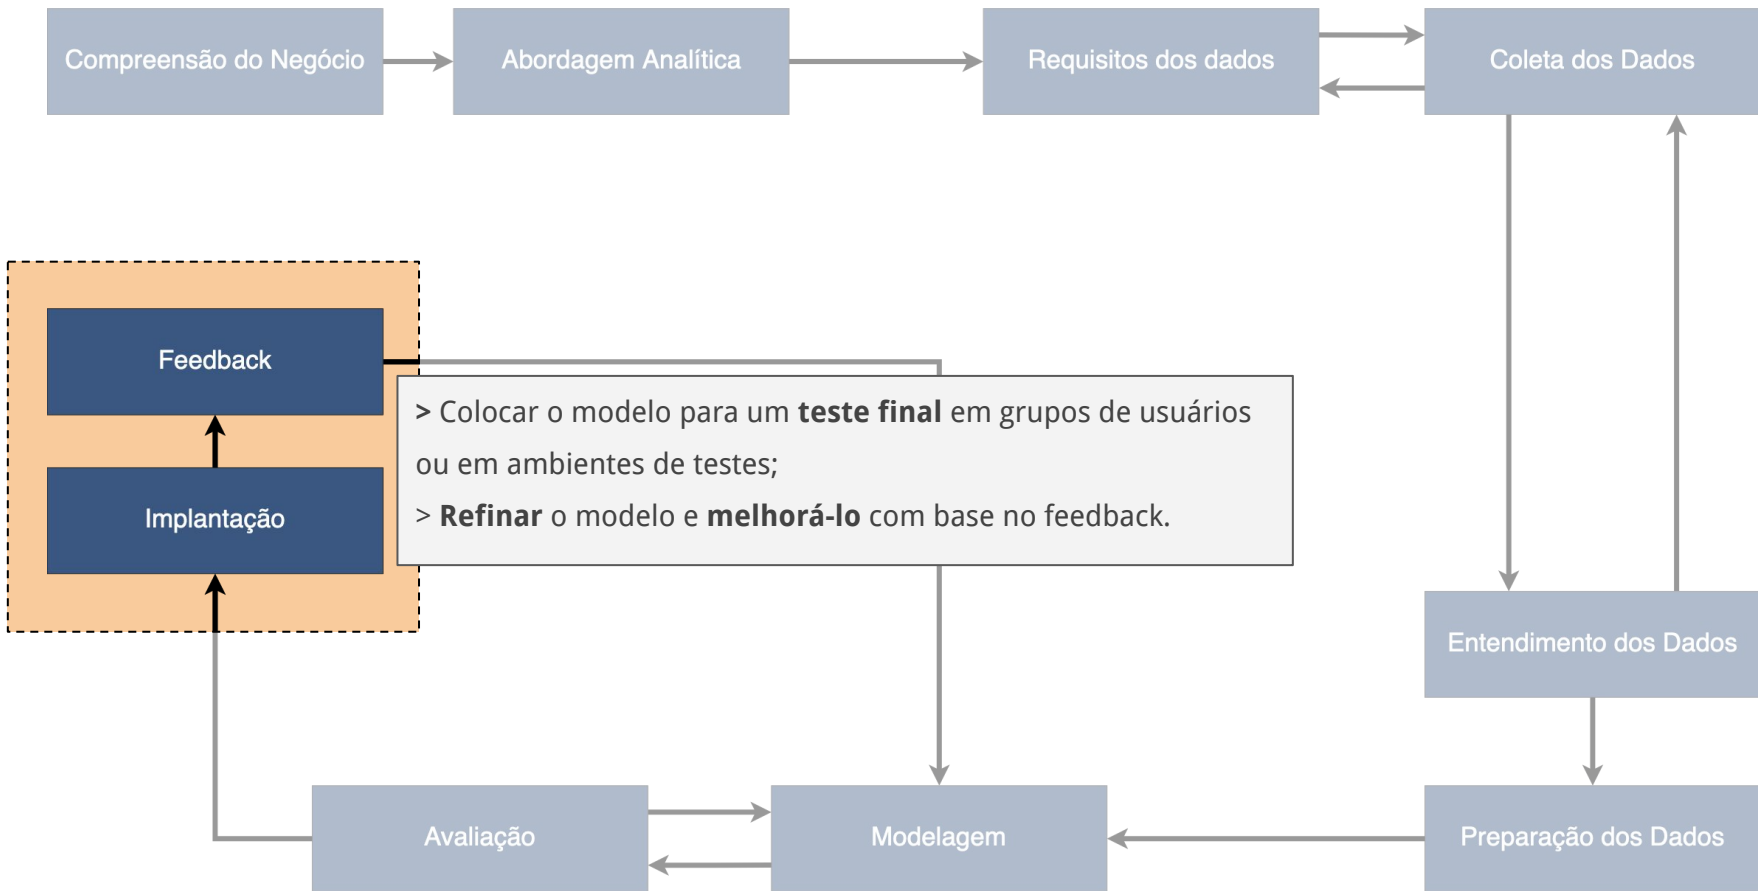 Compreensão do Negócio
Abordagem Analítica
Requisitos dos dados
Coleta dos Dados
Feedback
> Colocar o modelo para um teste final em grupos de usuários
ou em ambientes de testes;
> Refinar o modelo e melhorá-lo com base no feedback.
Implantação
Entendimento dos Dados
Avaliação
Modelagem
Preparação dos Dados